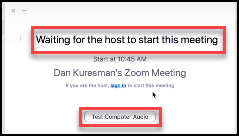 Waiting for the host to start this meeting
Start at 10:45 AM
Dan Kuresman's Zoom Meeting
If you are the host, sign in to start this meeting
Test Computer Audio